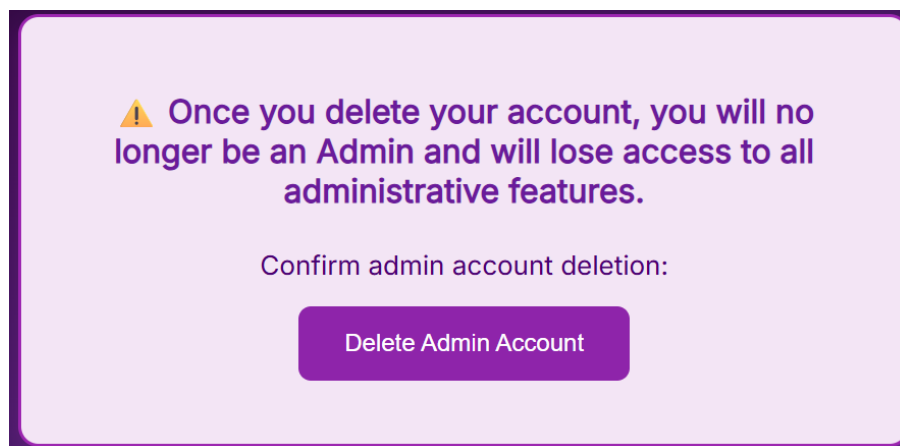 ⚠️ Once you delete your account, you will no
longer be an Admin and will lose access to all
administrative features.
Confirm admin account deletion:
Delete Admin Account